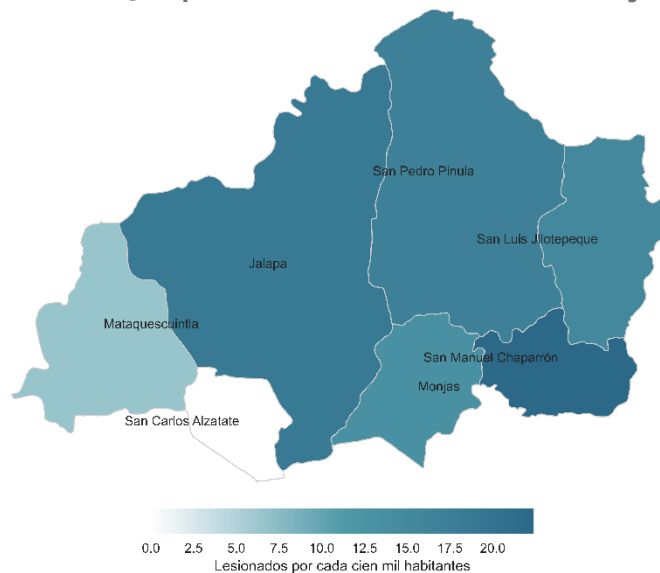 San Pedro Pinula
San Luis Jilotepeque
Jalapa
Mataquescuintla
San Manuel Chaparrón
Monjas
San Carlos Alzatate
0.0 2.5 5.0 7.5 10.0 12.5 15.0 17.5 20.0
Lesionados por cada cien mil habitantes